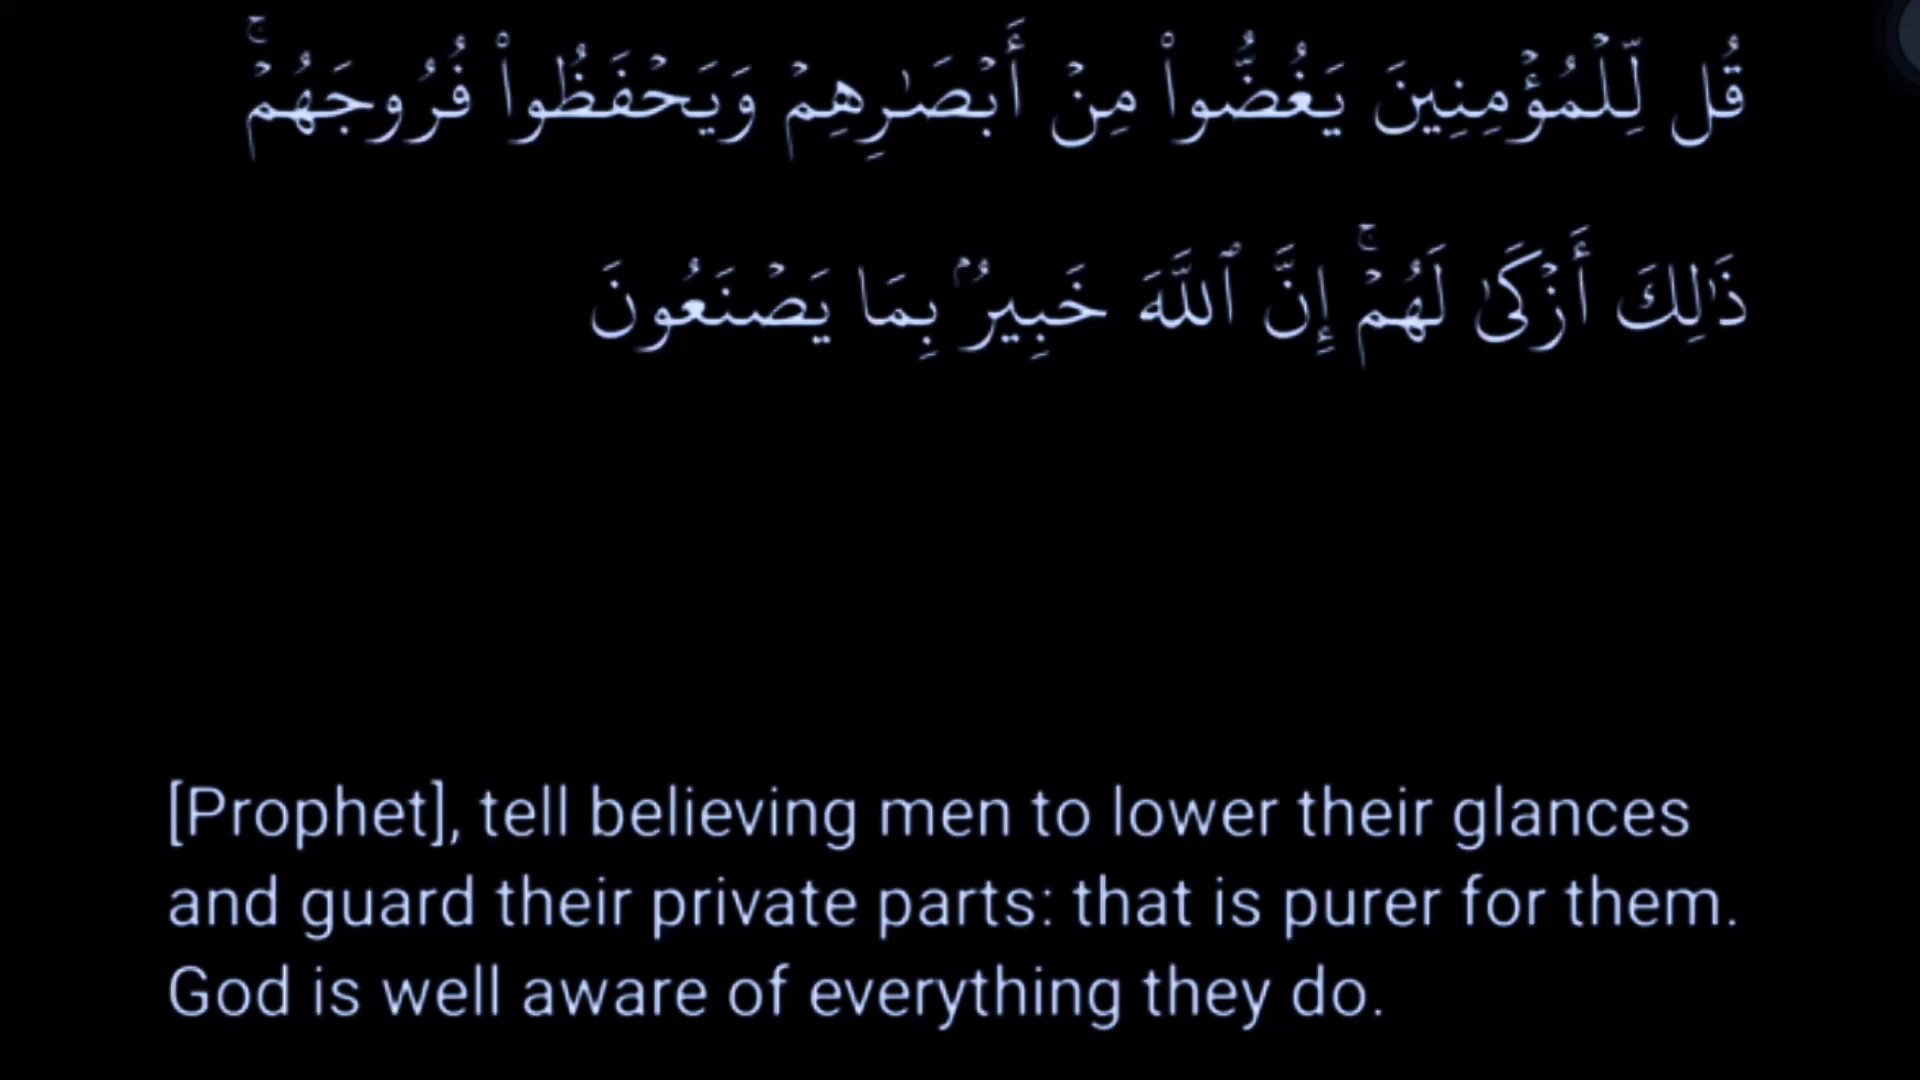 قُل لِّلْمُؤْمِنِينَ يَغُضُّوا۟ مِنْ أَبْصَـٰرِهِمْ وَيَحْفَظُوا۟ فُرُوجَهُمْ ۚ
ذَٰلِكَ أَزْكَىٰ لَهُمْ ۚ إِنَّ ٱللَّهَ خَبِيرٌۢ بِمَا يَصْنَعُونَ
[Prophet], tell believing men to lower their glances
and guard their private parts: that is purer for them.
God is well aware of everything they do.